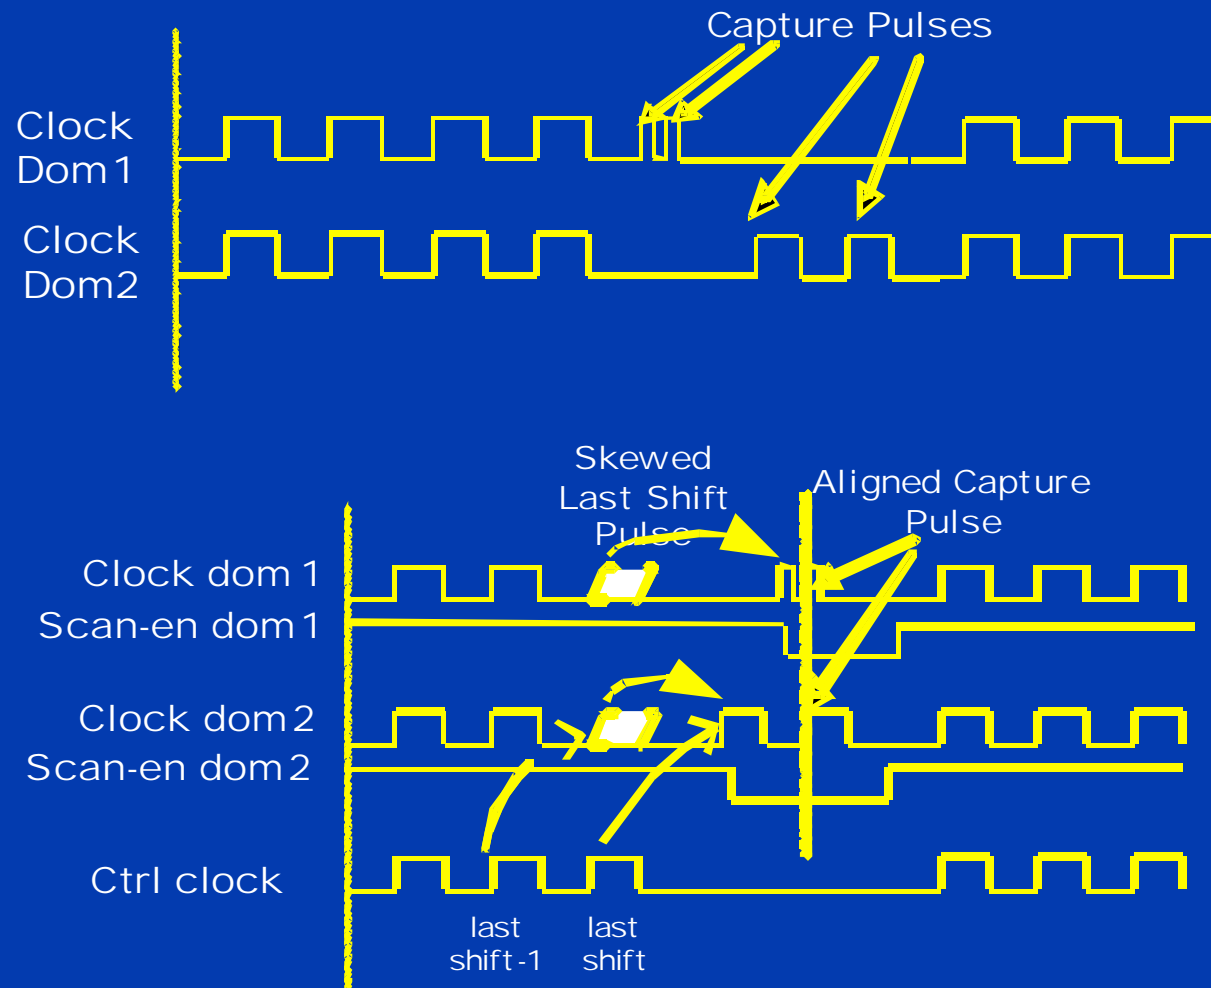 Capture Pulses
Clock
Dom1
Clock
Dom2
Skewed
Last Shift
Pulse
Aligned Capture
Pulse
Clock dom1
Scan-en dom1
Clock dom2
Scan-en dom2
Ctrl clock
last
shift-1
last
shift